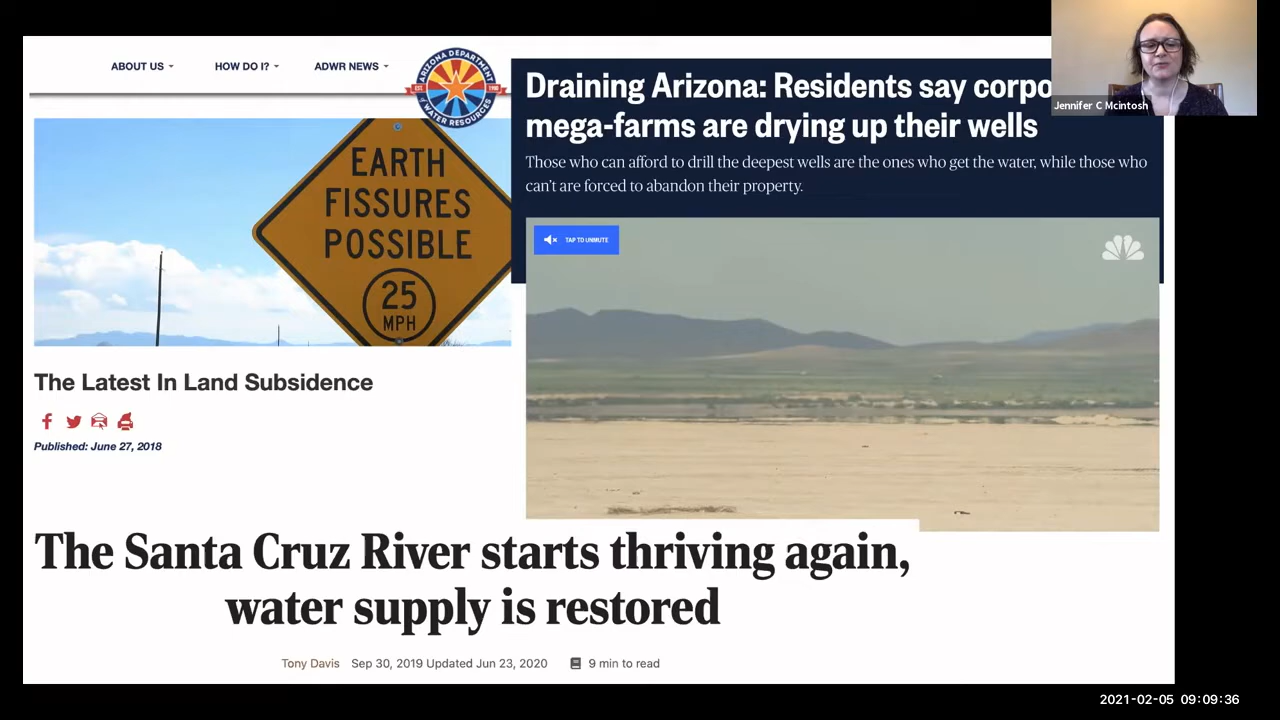 ABOUT US
HOW DO I?
ADWR NEWS
ARIZONA DEPARTMENT
of WATER RESOURCES
EST. 1980
EARTH
FISSURES
POSSIBLE
25
MPH
The Latest In Land Subsidence
Published: June 27, 2018
Draining Arizona: Residents say corpo
mega-farms are drying up their wells
Those who can afford to drill the deepest wells are the ones who get the water, while those who
can't are forced to abandon their property.
TAP TO UNMUTE
The Santa Cruz River starts thriving again,
water supply is restored
Tony Davis Sep 30, 2019 Updated Jun 23, 2020 9 min to read
Jennifer C Mcintosh
2021-02-05 09:09:36